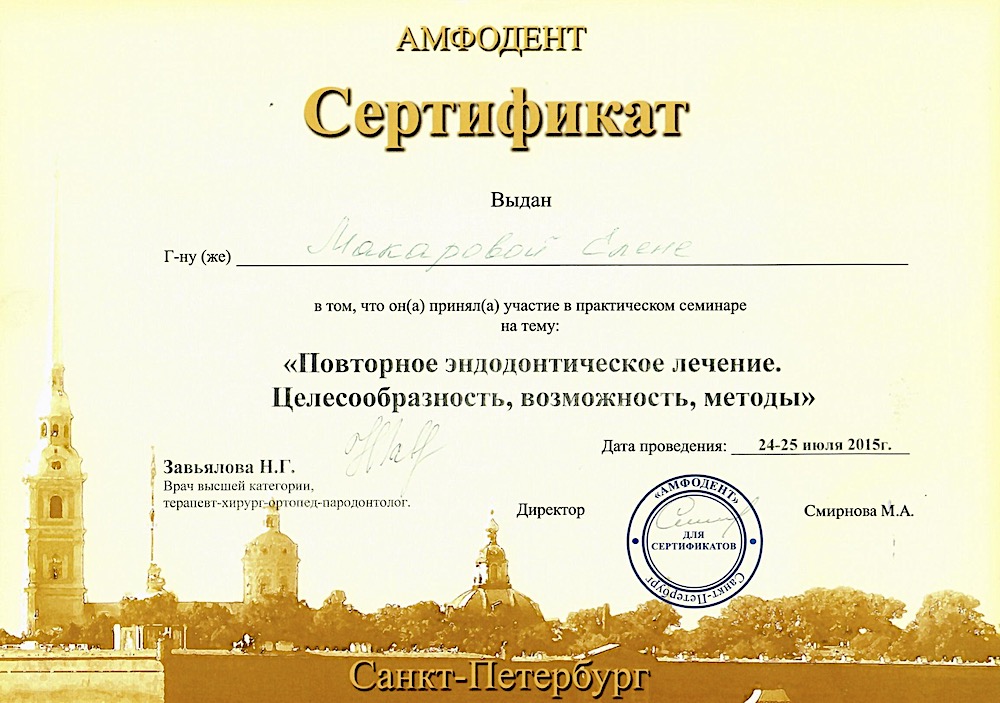 АМФОДЕНТ
Сертификат
Выдан
Г-ну (же) Макаровой Елене
в том, что он(а) принял(а) участие в практическом семинаре
на тему:
«Повторное эндодонтическое лечение.
Целесообразность, возможность, методы»
Дата проведения: 24-25 июля 2015г.
Завьялова Н.Г.
Врач высшей категории,
терапевт-хирург-ортопед-пародонтолог.
Директор
«АМФОДЕНТ»
ДЛЯ
СЕРТИФИКАТОВ
Санкт-Петербург
Смирнова М.А.
Санкт-Петербург